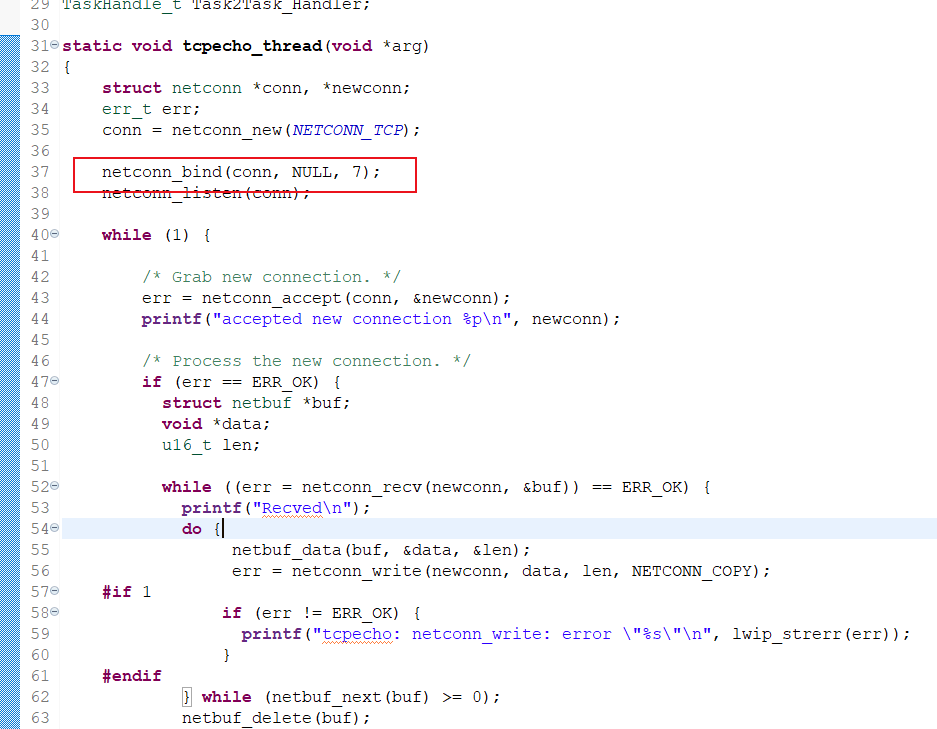 29 TaskHandle_t Task2Task_Handler;
30
31 static void tcpecho_thread(void *arg)
32 {
33 struct netconn *conn, *newconn;
34 err_t err;
35 conn = netconn_new(NETCONN_TCP);
36
37 netconn_bind(conn, NULL, 7);
38 netconn_listen(conn);
39
40 while (1) {
41
42 /* Grab new connection. */
43 err = netconn_accept(conn, &newconn);
44 printf("accepted new connection %p\n", newconn);
45
46 /* Process the new connection. */
47 if (err == ERR_OK) {
48 struct netbuf *buf;
49 void *data;
50 u16_t len;
51
52 while ((err = netconn_recv(newconn, &buf)) == ERR_OK) {
53 printf("Recved\n");
54 do {
55 netbuf_data(buf, &data, &len);
56 err = netconn_write(newconn, data, len, NETCONN_COPY);
57 #if 1
58 if (err != ERR_OK) {
59 printf("tcpecho: netconn_write: error \"%s\"\n", lwip_strerr(err));
60 }
61 #endif
62 } while (netbuf_next(buf) >= 0);
63 netbuf_delete(buf);